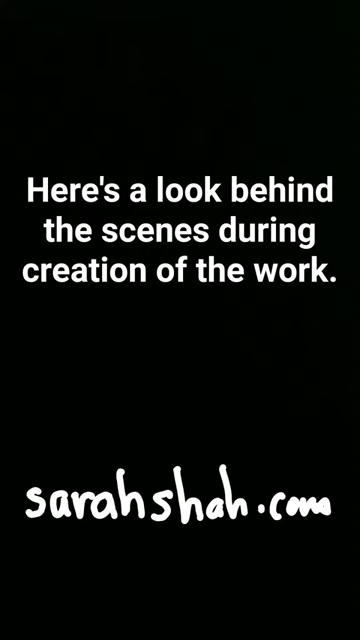 Here's a look behind
the scenes during
creation of the work.
sarahshah.com